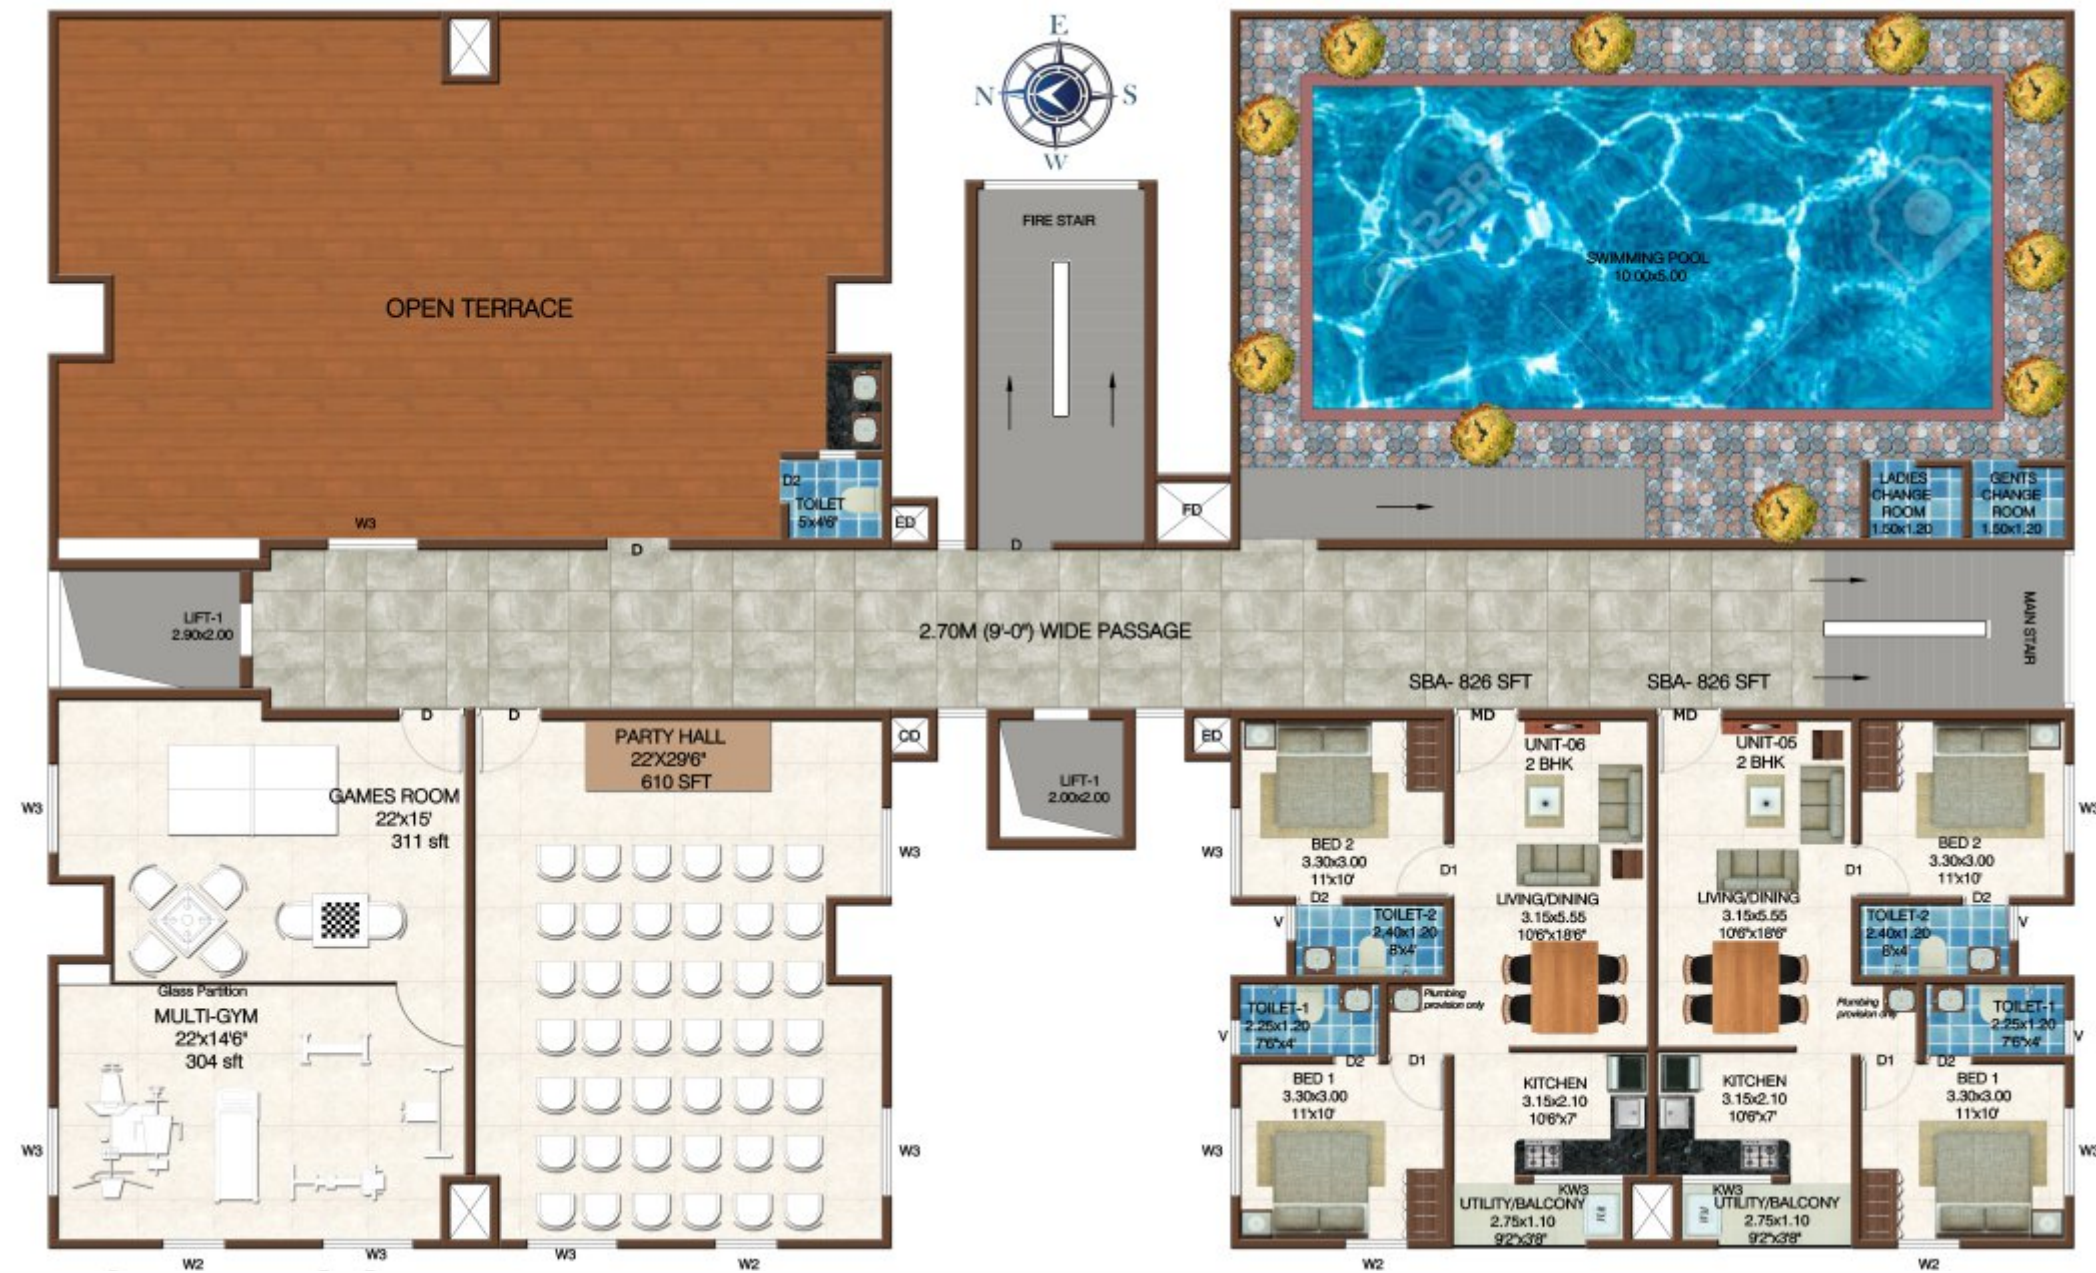 E
N
S
W
FIRE STAIR
OPEN TERRACE
SWIMMING POOL
10.00x5.00
123R
D2
TOILET
5'x4'6"
ED
FD
LADIES
CHANGE
ROOM
1.50x1.20
GENTS
CHANGE
ROOM
1.50x1.20
W3
D
D
LIFT-1
2.90x2.00
2.70M (9'-0") WIDE PASSAGE
MAIN STAIR
SBA- 826 SFT
SBA- 826 SFT
D
D
PARTY HALL
22'X29'6"
610 SFT
CD
LIFT-1
2.00x2.00
ED
MD
UNIT-06
2 BHK
MD
UNIT-05
2 BHK
W3
GAMES ROOM
22'x15'
311 sft
W3
W3
W3
BED 2
3.30x3.00
11'x10'
D1
D2
LIVING/DINING
3.15x5.55
10'6"x18'6"
LIVING/DINING
3.15x5.55
10'6"x18'6"
BED 2
3.30x3.00
11'x10'
D1
D2
V
TOILET-2
2.40x1.20
8'x4'
TOILET-2
2.40x1.20
8'x4'
V
Glass Partition
MULTI-GYM
22'x14'6"
304 sft
Plumbing
provision only
Plumbing
provision only
V
TOILET-1
2.25x1.20
7'6"x4'
TOILET-1
2.25x1.20
7'6"x4'
V
D2
D1
D1
D2
BED 1
3.30x3.00
11'x10'
KITCHEN
3.15x2.10
10'6"x7'
KITCHEN
3.15x2.10
10'6"x7'
BED 1
3.30x3.00
11'x10'
W3
W3
W3
W3
KW3
UTILITY/BALCONY
2.75x1.10
9'2"x3'8"
KW3
UTILITY/BALCONY
2.75x1.10
9'2"x3'8"
W2
W3
W3
W2
W2
W2